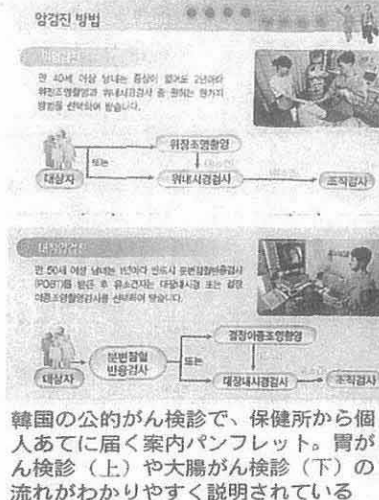 암검진 방법
만 40세 이상 남녀는 증상이 없어도 2년마다
위장조영촬영과 위내시경검사 중 원하는 한가지
방법을 선택하여 받습니다.
위장조영촬영
또는
대상자
위내시경검사
조직검사
만 50세 이상 남녀는 1년마다 반드시 분변잠혈반응검사
을 받은 후 유소견자는 대장내시경 또는 결장
이중조영촬영검사를 선택하여 받습니다.
결장이중조영촬영
분변잠혈
반응검사
또는
대상자
대장내시경검사
조직검사
韓国の公的がん検診で、保健所から個
人あてに届く案内パンフレット。胃が
ん検診（上）や大腸がん検診（下）の
流れがわかりやすく説明されている